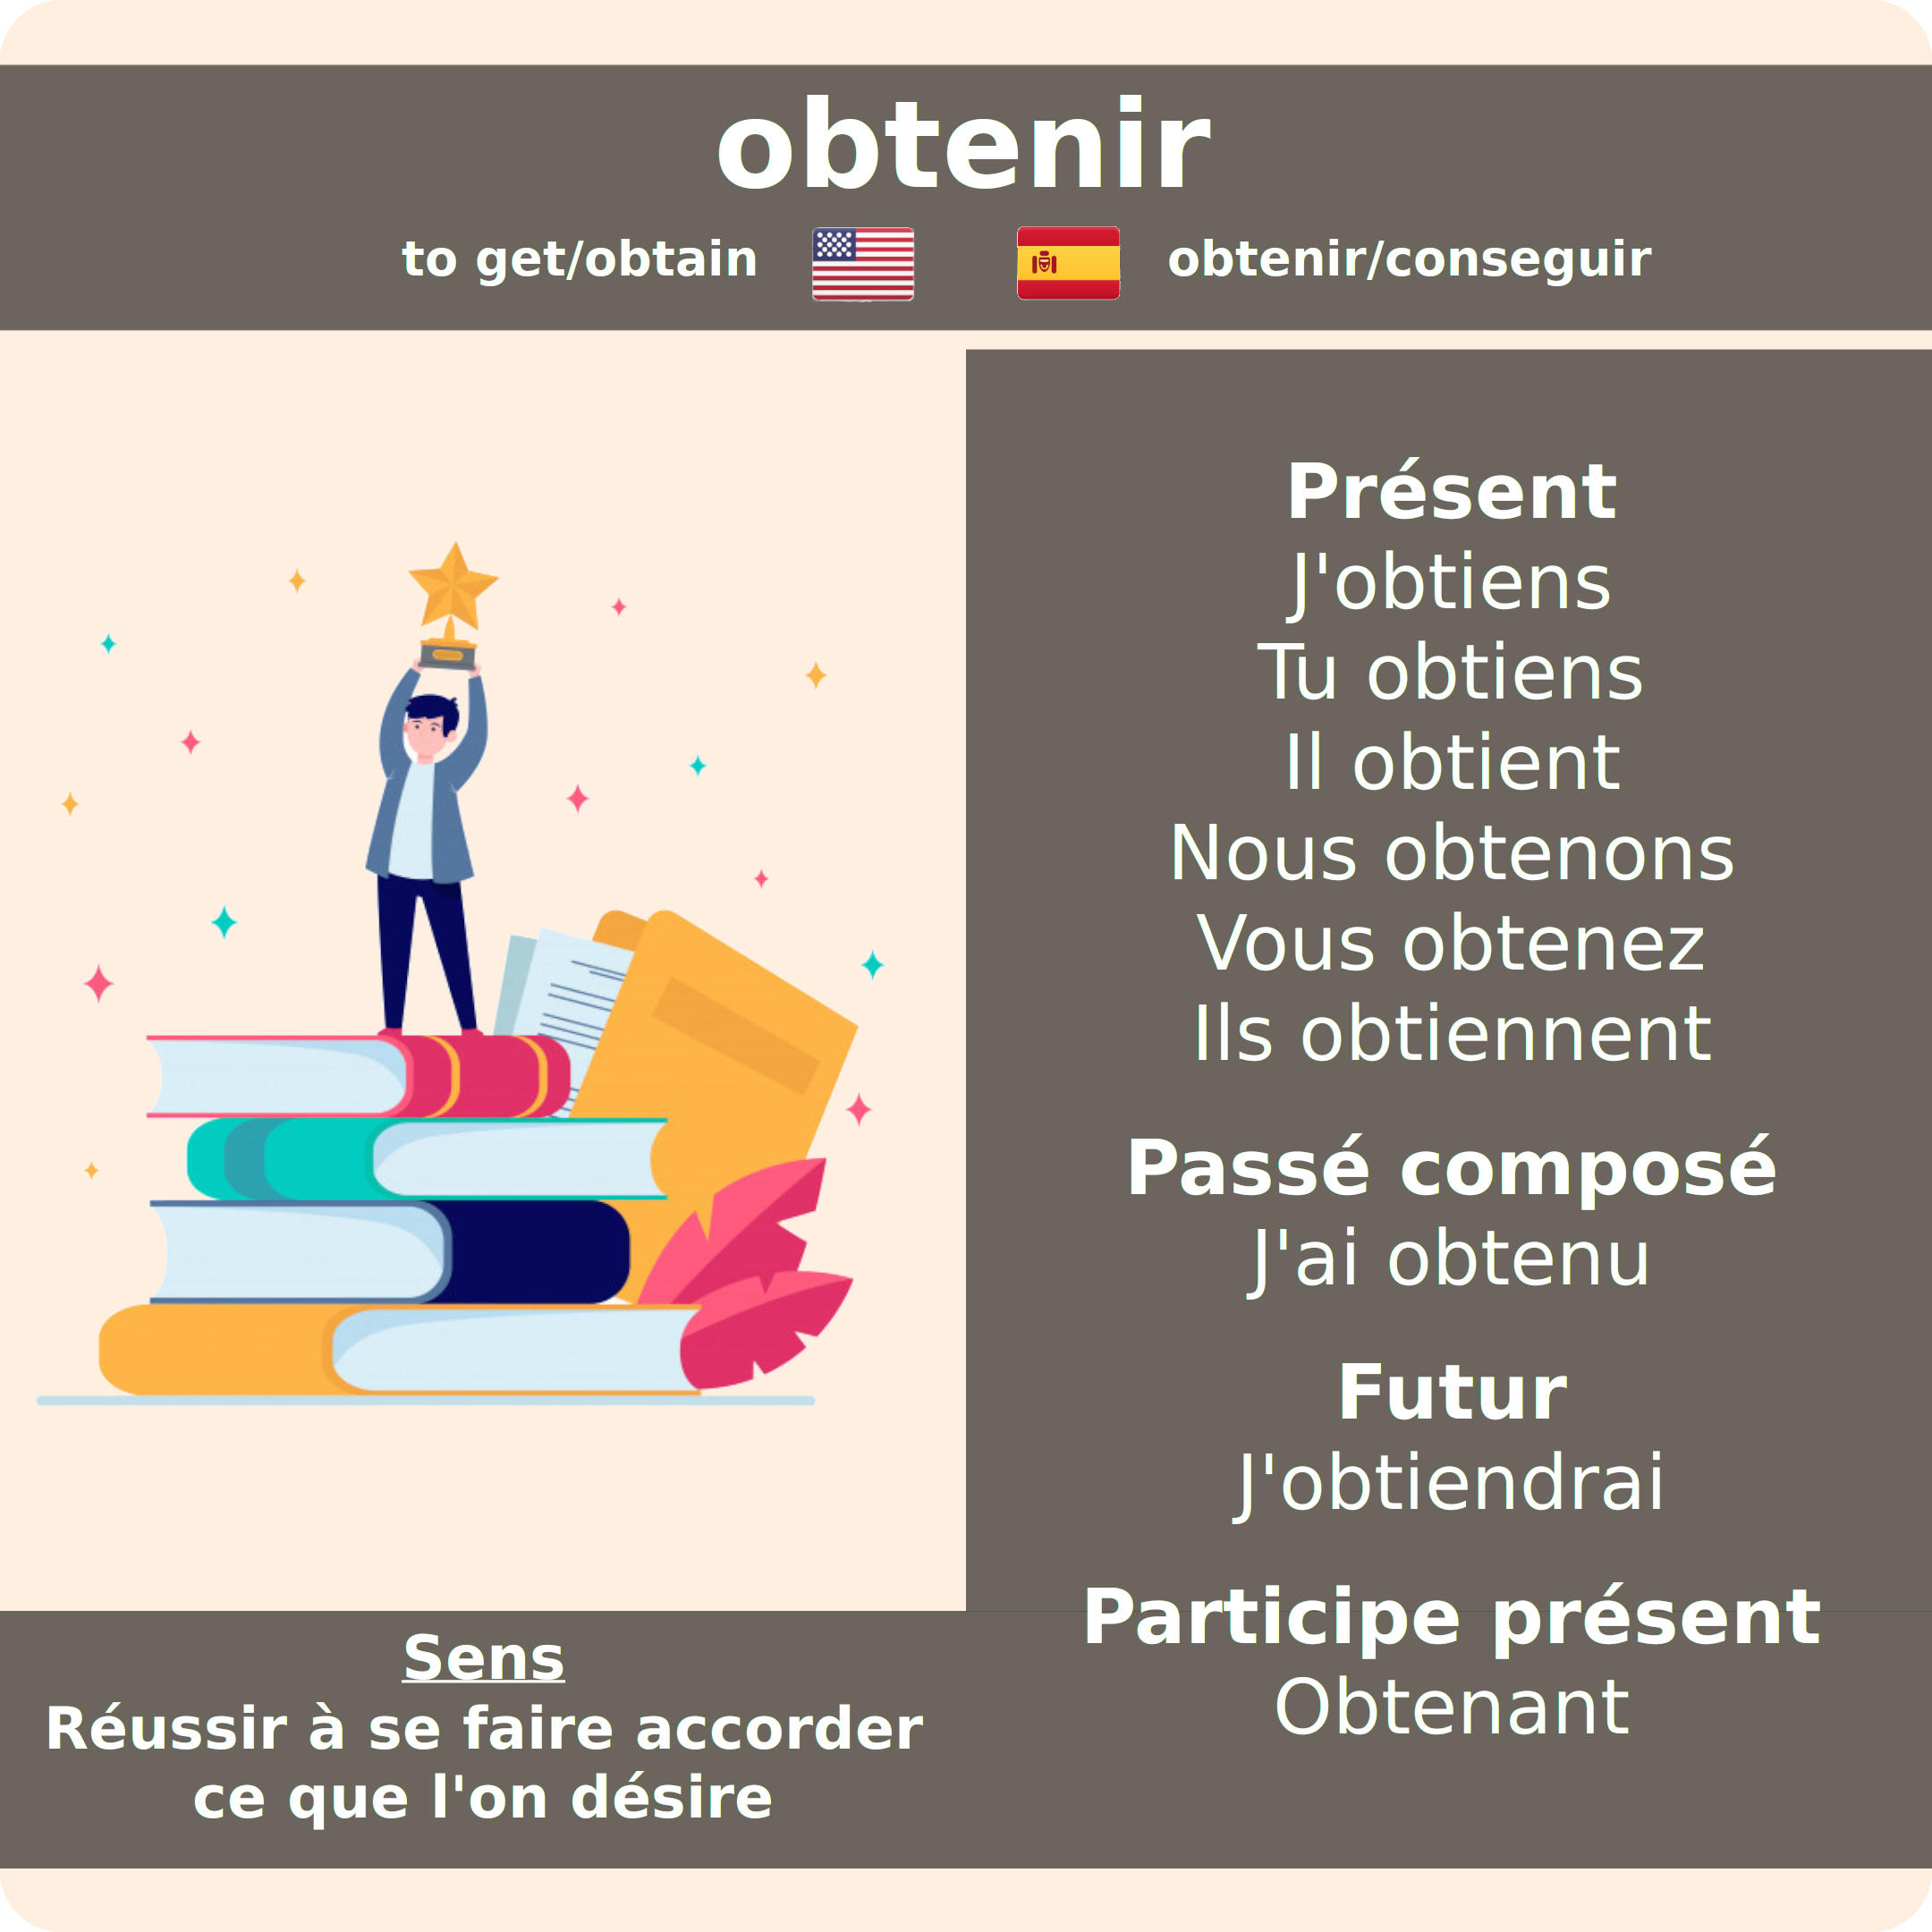 obtenir
to get/obtain
obtenir/conseguir
Présent
J'obtiens
Tu obtiens
Il obtient
Nous obtenons
Vous obtenez
Ils obtiennent
Passé composé
J'ai obtenu
Futur
J'obtiendrai
Participe présent
Obtenant
Sens
Réussir à se faire accorder
ce que l'on désire